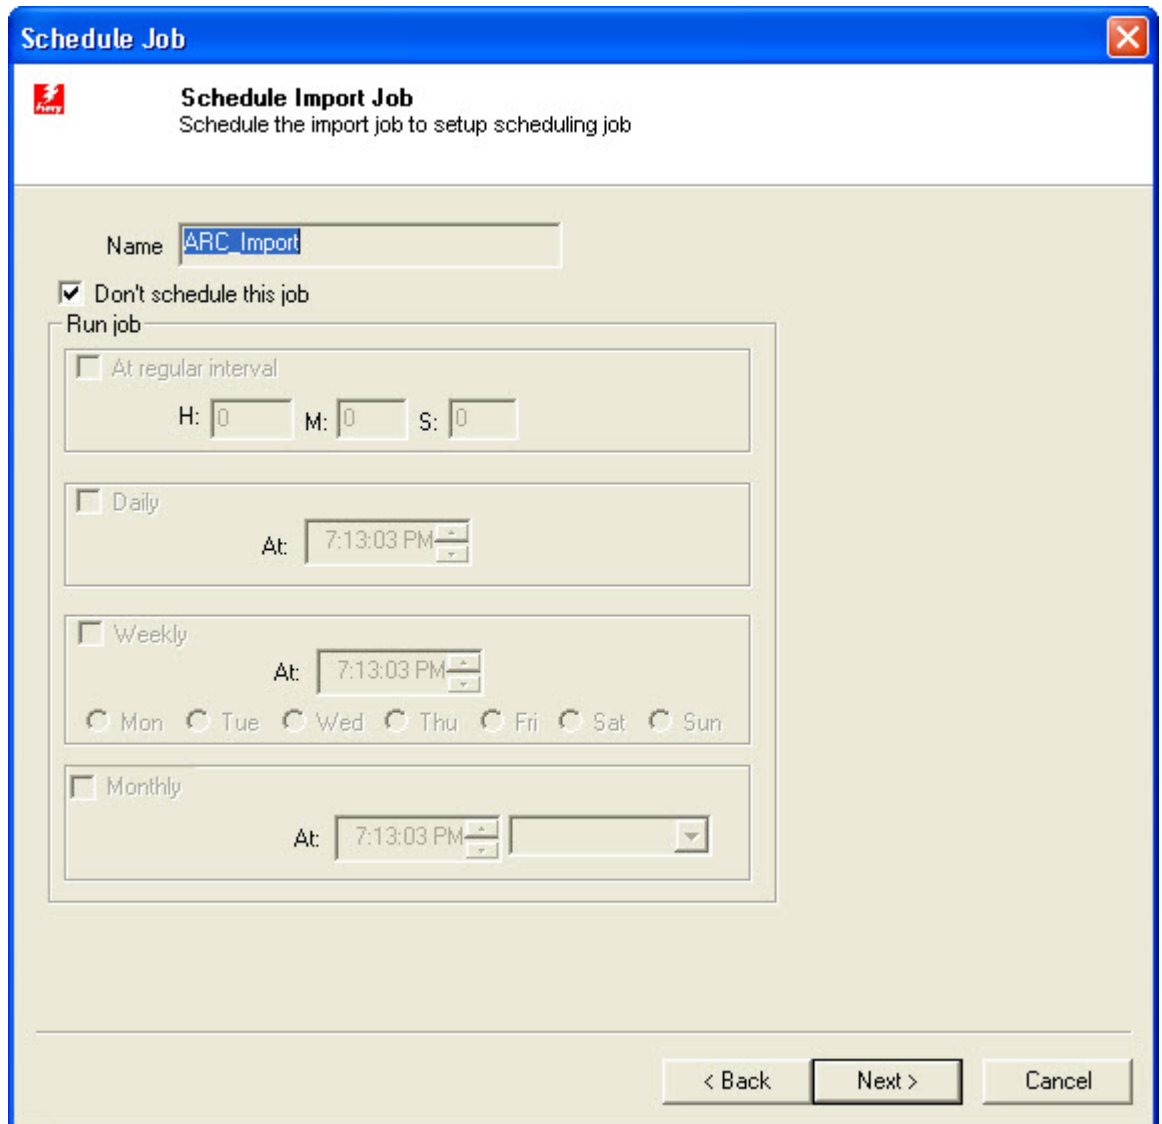 Schedule Job
Fiery
Schedule Import Job
Schedule the import job to setup scheduling job
Name ARC_Import
Don't schedule this job
Run job
At regular interval
H: 0 M: 0 S: 0
Daily
At: 7:13:03 PM
Weekly
At: 7:13:03 PM
Mon Tue Wed Thu Fri Sat Sun
Monthly
At: 7:13:03 PM
< Back Next > Cancel